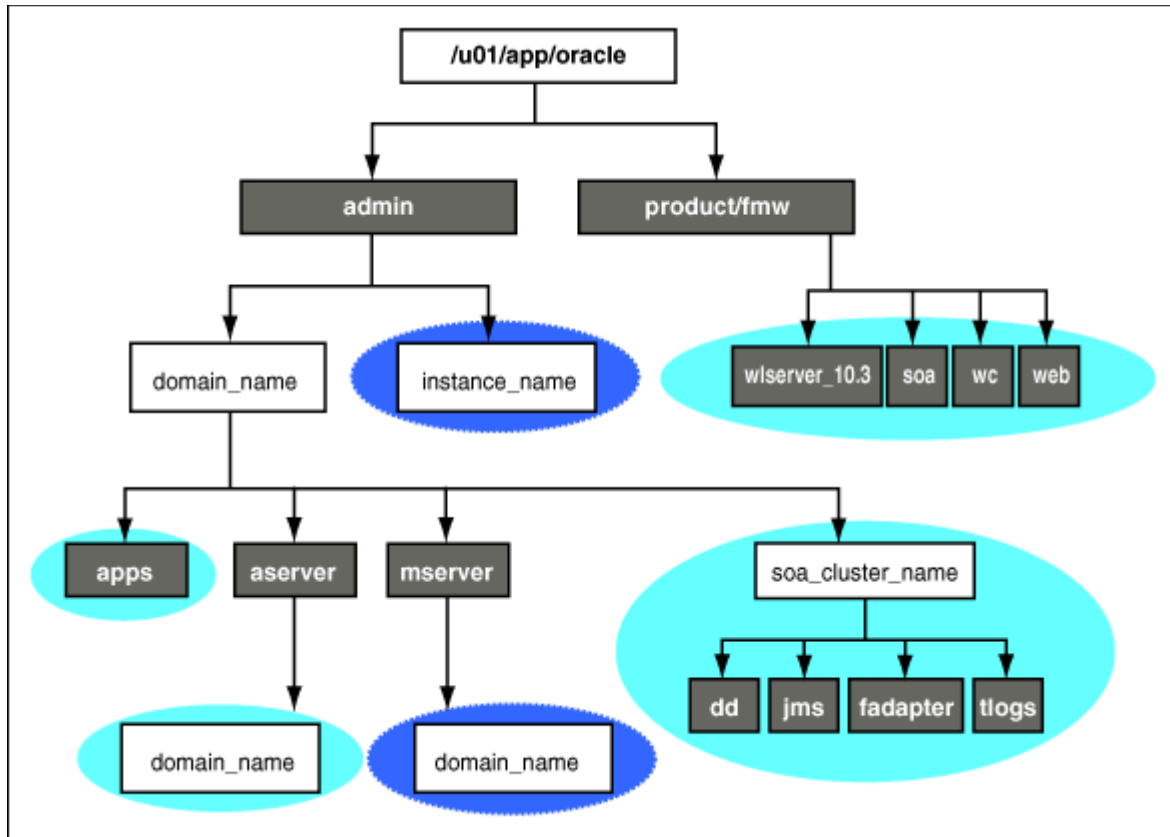 /u01/app/oracle
admin
product/fmw
domain_name
instance_name
wlserver_10.3
soa
wc
web
apps
aserver
mserver
soa_cluster_name
dd
jms
fadapter
tlogs
domain_name
domain_name